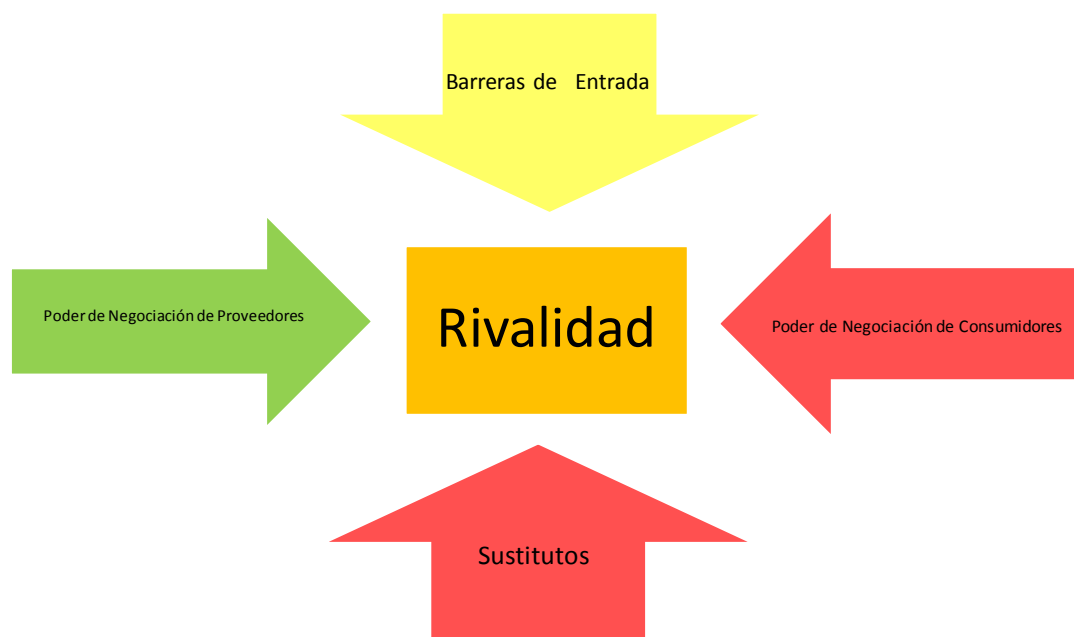 Barreras de Entrada
Poder de Negociación de Proveedores
Rivalidad
Poder de Negociación de Consumidores
Sustitutos